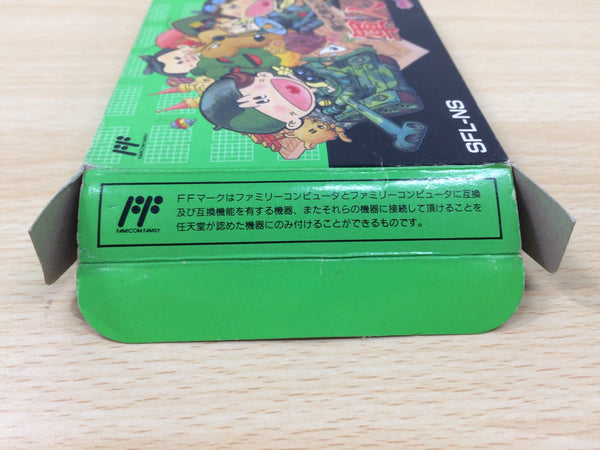 SFL-NS
FF
FAMICOM FAMILY
FFマークはファミリーコンピュータとファミリーコンピュータに互換
及び互換機能を有する機器、またそれらの機器に接続して頂けることを
任天堂が認めた機器にのみ付けることができるものです。